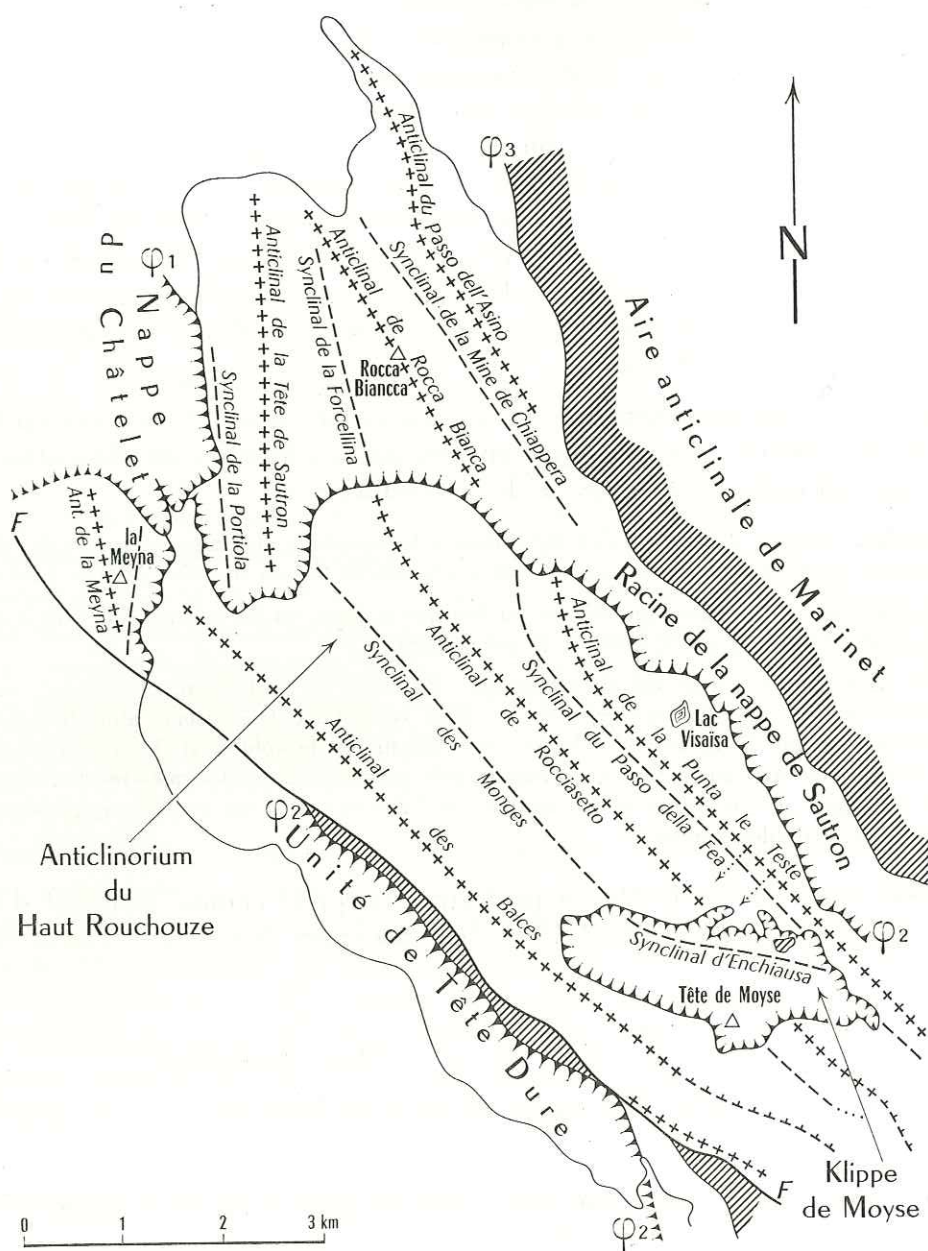 φ3
N
Anticlinal du Passo dell'Asino
Synclinal de la Mine de Chiappera
Anticlinal de Rocca Bianca
Synclinal de la Forcellina
Anticlinal de la Tête de Sautron
Synclinal de la Portiola
φ1
Nappe
du Châtelet
Rocca
Biancca
Aire anticlinale de Marinet
Racine de la nappe de Sautron
F
Ant. de la Meyna
la
Meyna
Anticlinal des Balces
Synclinal des Monges
Anticlinal de Rocciasetto
Synclinal du Passo della Fea
Anticlinal de la Punta le Teste
Lac
Visaïsa
φ2
Anticlinorium
du
Haut Rouchouze
φ2
Unité de Tête Dure
Synclinal d'Enchiausa
Tête de Moyse
Klippe
de Moyse
F
φ2
0 1 2 3 km